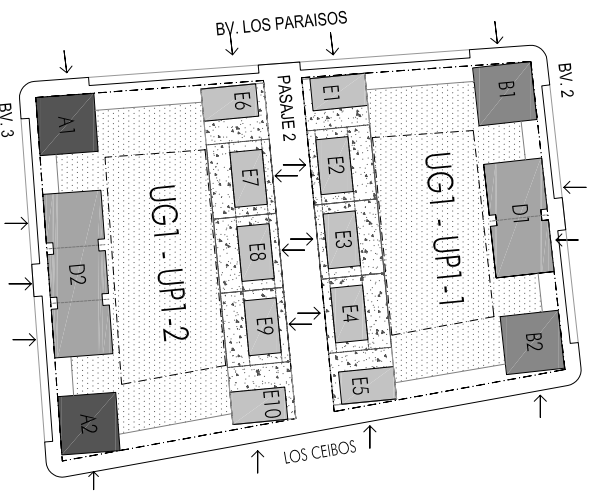 BV. LOS PARAISOS
BV. 2
BV. 3
PASAJE 2
A1
E6
E1
B1
E7
E2
UG1 - UP1-2
UG1 - UP1-1
D1
D2
E8
E3
E9
E4
B2
A2
E10
E5
LOS CEIBOS